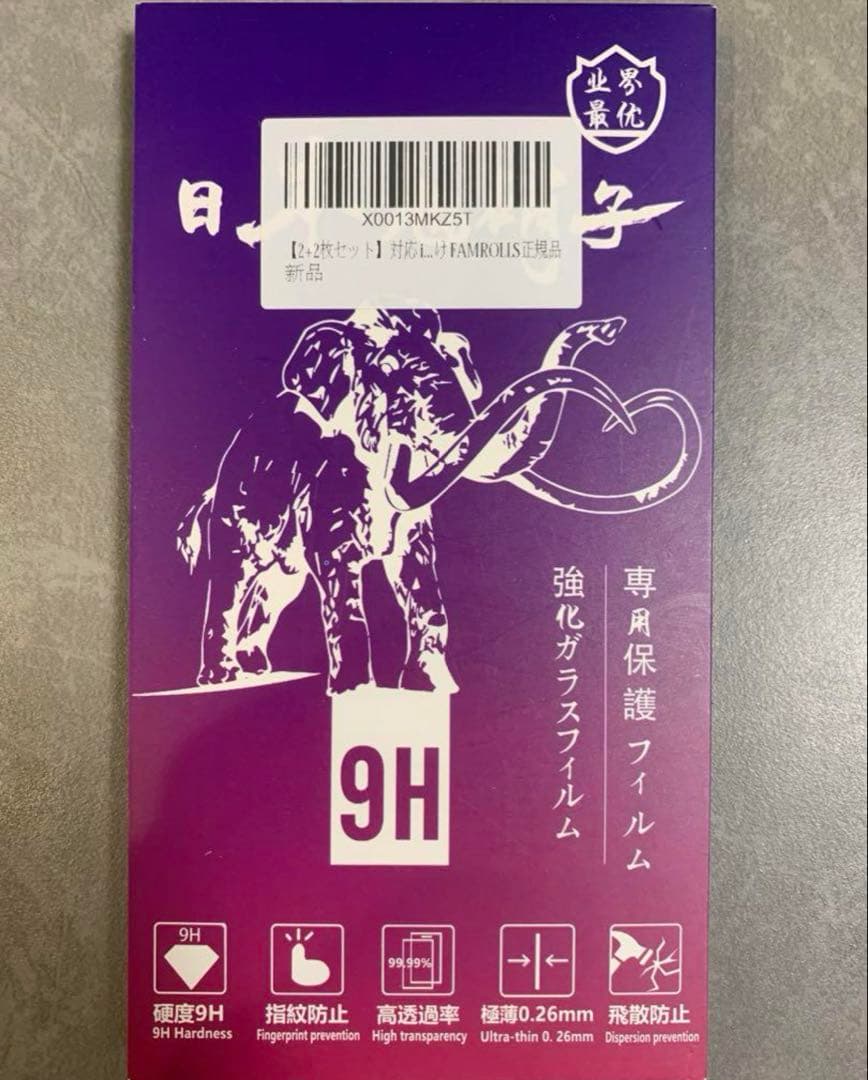 业界
最优
日
子
X0013MKZ5T
【2+2枚セット】対応 i...け FAMROLLS正規品
新品
専用保護フィルム
強化ガラスフィルム
9H
9H
硬度9H
9H Hardness
指紋防止
Fingerprint prevention
99.99%
高透過率
High transparency
極薄0.26mm
Ultra-thin 0. 26mm
飛散防止
Dispersion prevention